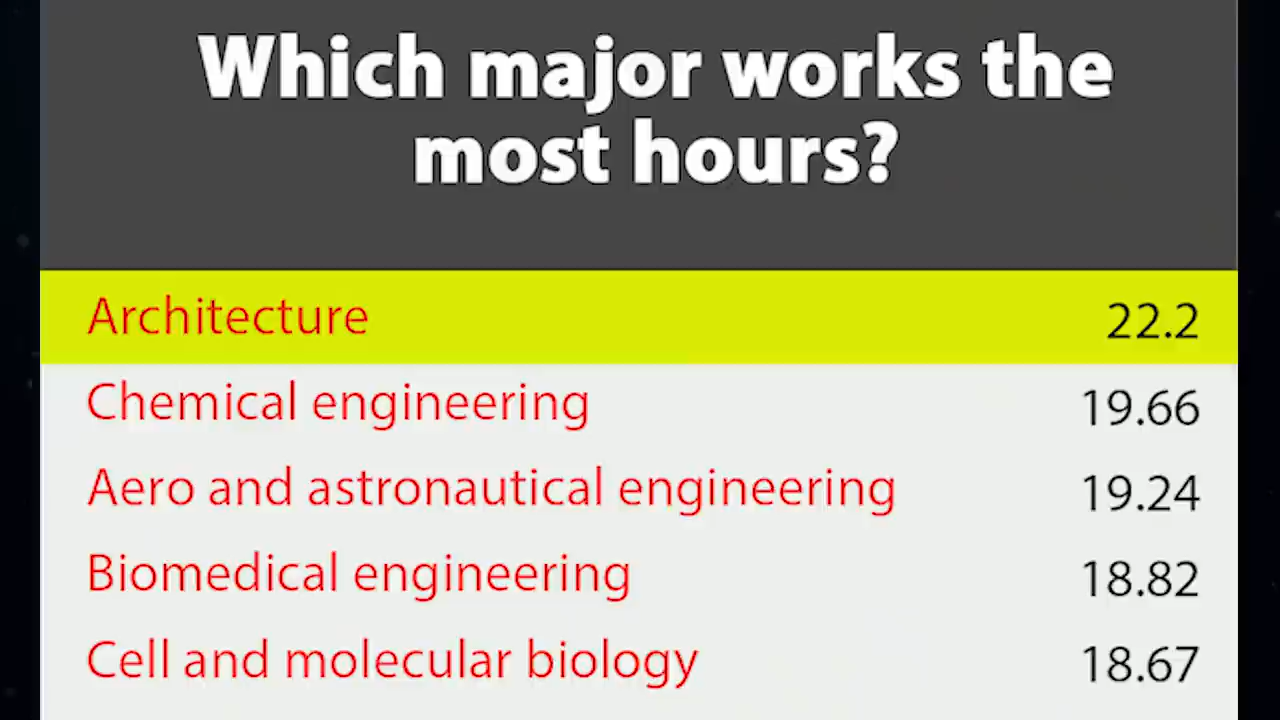 Which major works the
most hours?
Architecture 22.2
Chemical engineering 19.66
Aero and astronautical engineering 19.24
Biomedical engineering 18.82
Cell and molecular biology 18.67